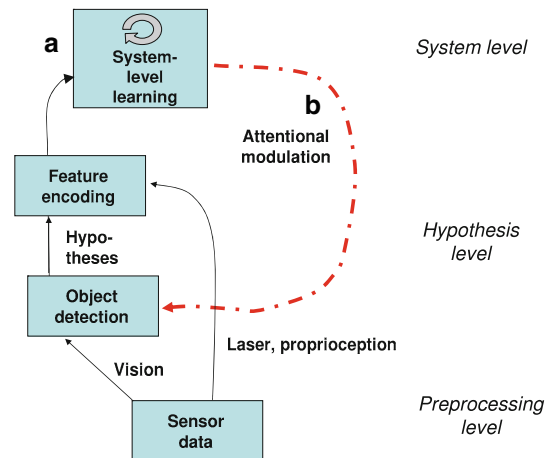 a
System-
level
learning
System level
b
Attentional
modulation
Feature
encoding
Hypo-
theses
Hypothesis
level
Object
detection
Laser, proprioception
Vision
Sensor
data
Preprocessing
level